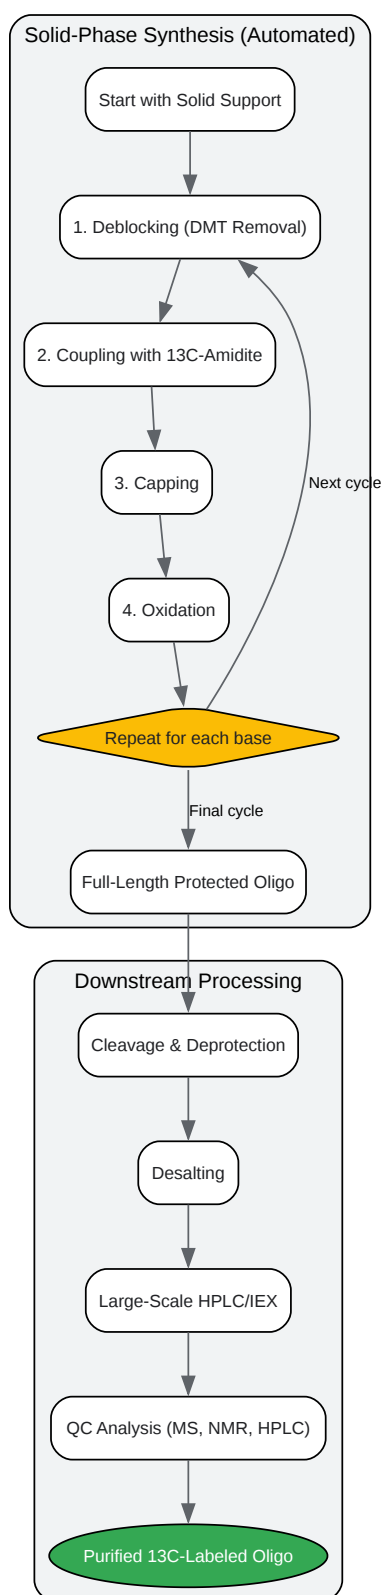 Solid-Phase Synthesis (Automated)
Start with Solid Support
1. Deblocking (DMT Removal)
2. Coupling with 13C-Amidite
3. Capping
Next cycle
4. Oxidation
Repeat for each base
Final cycle
Full-Length Protected Oligo
Downstream Processing
Cleavage & Deprotection
Desalting
Large-Scale HPLC/IEX
QC Analysis (MS, NMR, HPLC)
Purified 13C-Labeled Oligo